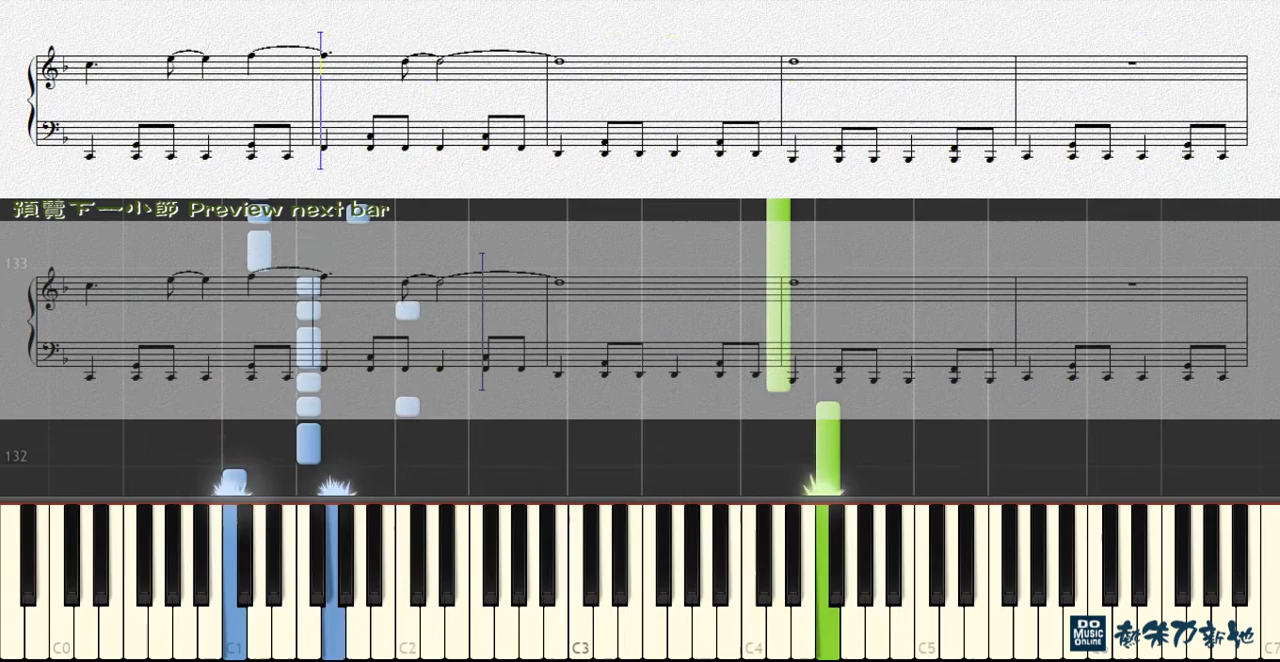 預覽下一小節 Preview next bar
133
132
C0 C1 C2 C3 C4 C5 C7
DO
MUSIC
ONLINE